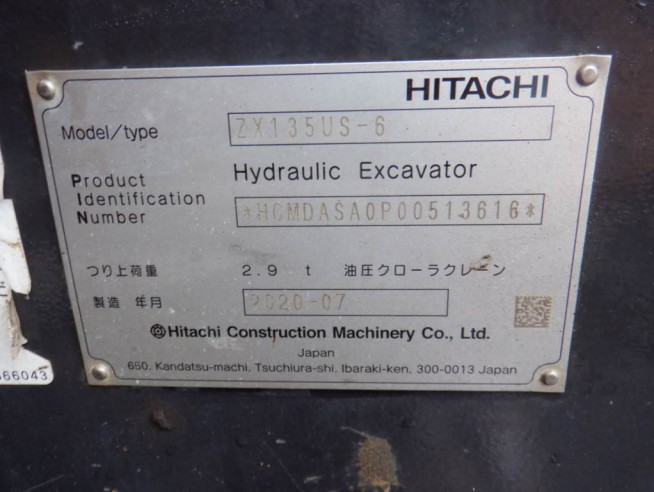 HITACHI
Model/type ZX135US-6
Hydraulic Excavator
Product
Identification
Number
*HCMDASA0P00513616*
つり上荷重 2.9 t 油圧クローラクレーン
製造 年月 2020-07
Hitachi Construction Machinery Co., Ltd.
Japan
650, Kandatsu-machi, Tsuchiura-shi, Ibaraki-ken, 300-0013 Japan
66043